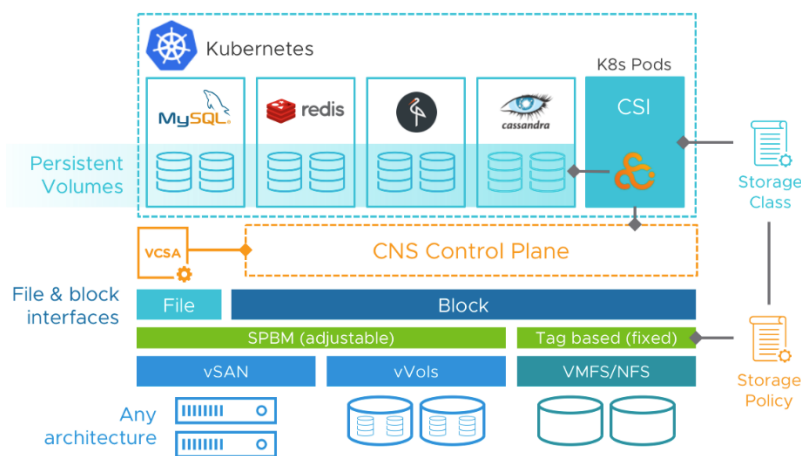 Kubernetes
K8s Pods
MySQL®
redis
cassandra
CSI
Persistent
Volumes
Storage
Class
VCSA
CNS Control Plane
File & block
interfaces
File
Block
SPBM (adjustable)
Tag based (fixed)
vSAN
vVols
VMFS/NFS
Storage
Policy
Any
architecture